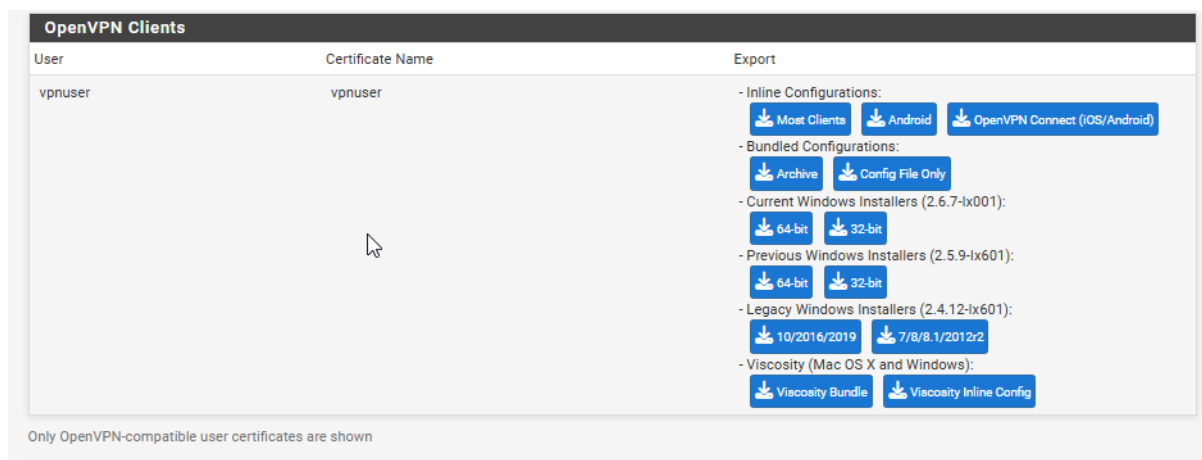 OpenVPN Clients
User Certificate Name Export
vpnuser vpnuser - Inline Configurations:
Most Clients Android OpenVPN Connect (iOS/Android)
- Bundled Configurations:
Archive Config File Only
- Current Windows Installers (2.6.7-Ix001):
64-bit 32-bit
- Previous Windows Installers (2.5.9-Ix601):
64-bit 32-bit
- Legacy Windows Installers (2.4.12-Ix601):
10/2016/2019 7/8/8.1/2012r2
- Viscosity (Mac OS X and Windows):
Viscosity Bundle Viscosity Inline Config
Only OpenVPN-compatible user certificates are shown